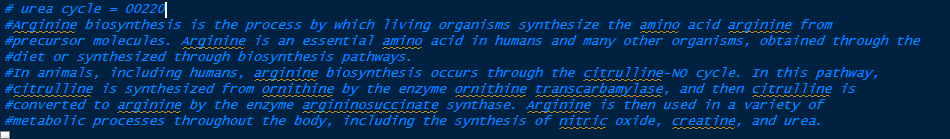 # urea cycle = 00220
#Arginine biosynthesis is the process by which living organisms synthesize the amino acid arginine from
#precursor molecules. Arginine is an essential amino acid in humans and many other organisms, obtained through the
#diet or synthesized through biosynthesis pathways.
#In animals, including humans, arginine biosynthesis occurs through the citrulline-NO cycle. In this pathway,
#citrulline is synthesized from ornithine by the enzyme ornithine transcarbamylase, and then citrulline is
#converted to arginine by the enzyme argininosuccinate synthase. Arginine is then used in a variety of
#metabolic processes throughout the body, including the synthesis of nitric oxide, creatine, and urea.